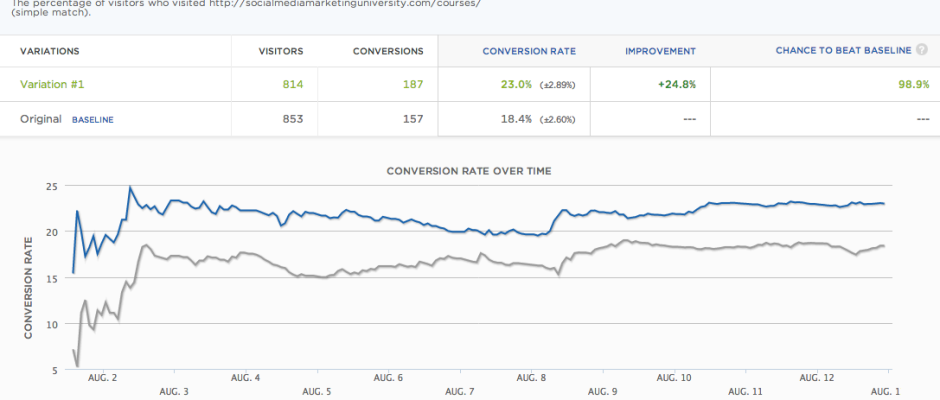 The percentage of visitors who visited http://socialmediamarketinguniversity.com/courses/
(simple match).
VARIATIONS VISITORS CONVERSIONS CONVERSION RATE IMPROVEMENT CHANCE TO BEAT BASELINE ?
Variation #1 814 187 23.0% (±2.89%) +24.8% 98.9%
Original BASELINE 853 157 18.4% (±2.60%) --- ---
CONVERSION RATE OVER TIME
CONVERSION RATE
25
20
15
10
5
AUG. 2 AUG. 4 AUG. 6 AUG. 8 AUG. 10 AUG. 12
AUG. 3 AUG. 5 AUG. 7 AUG. 9 AUG. 11 AUG. 1